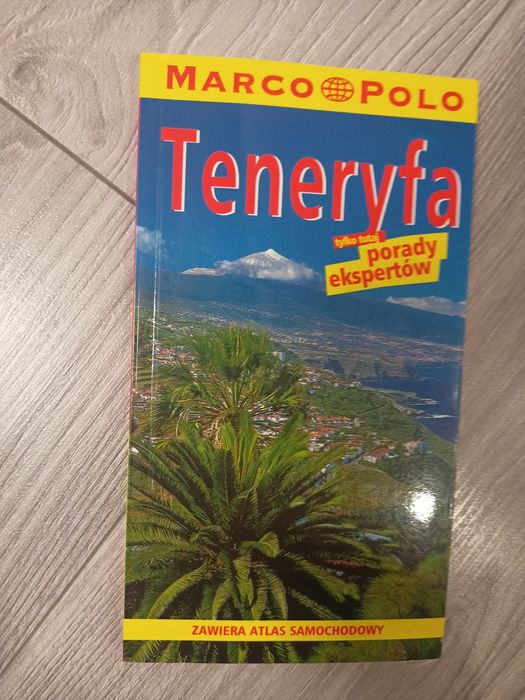 MARCO POLO
Teneryfa
tylko tutaj
porady
ekspertów
ZAWIERA ATLAS SAMOCHODOWY